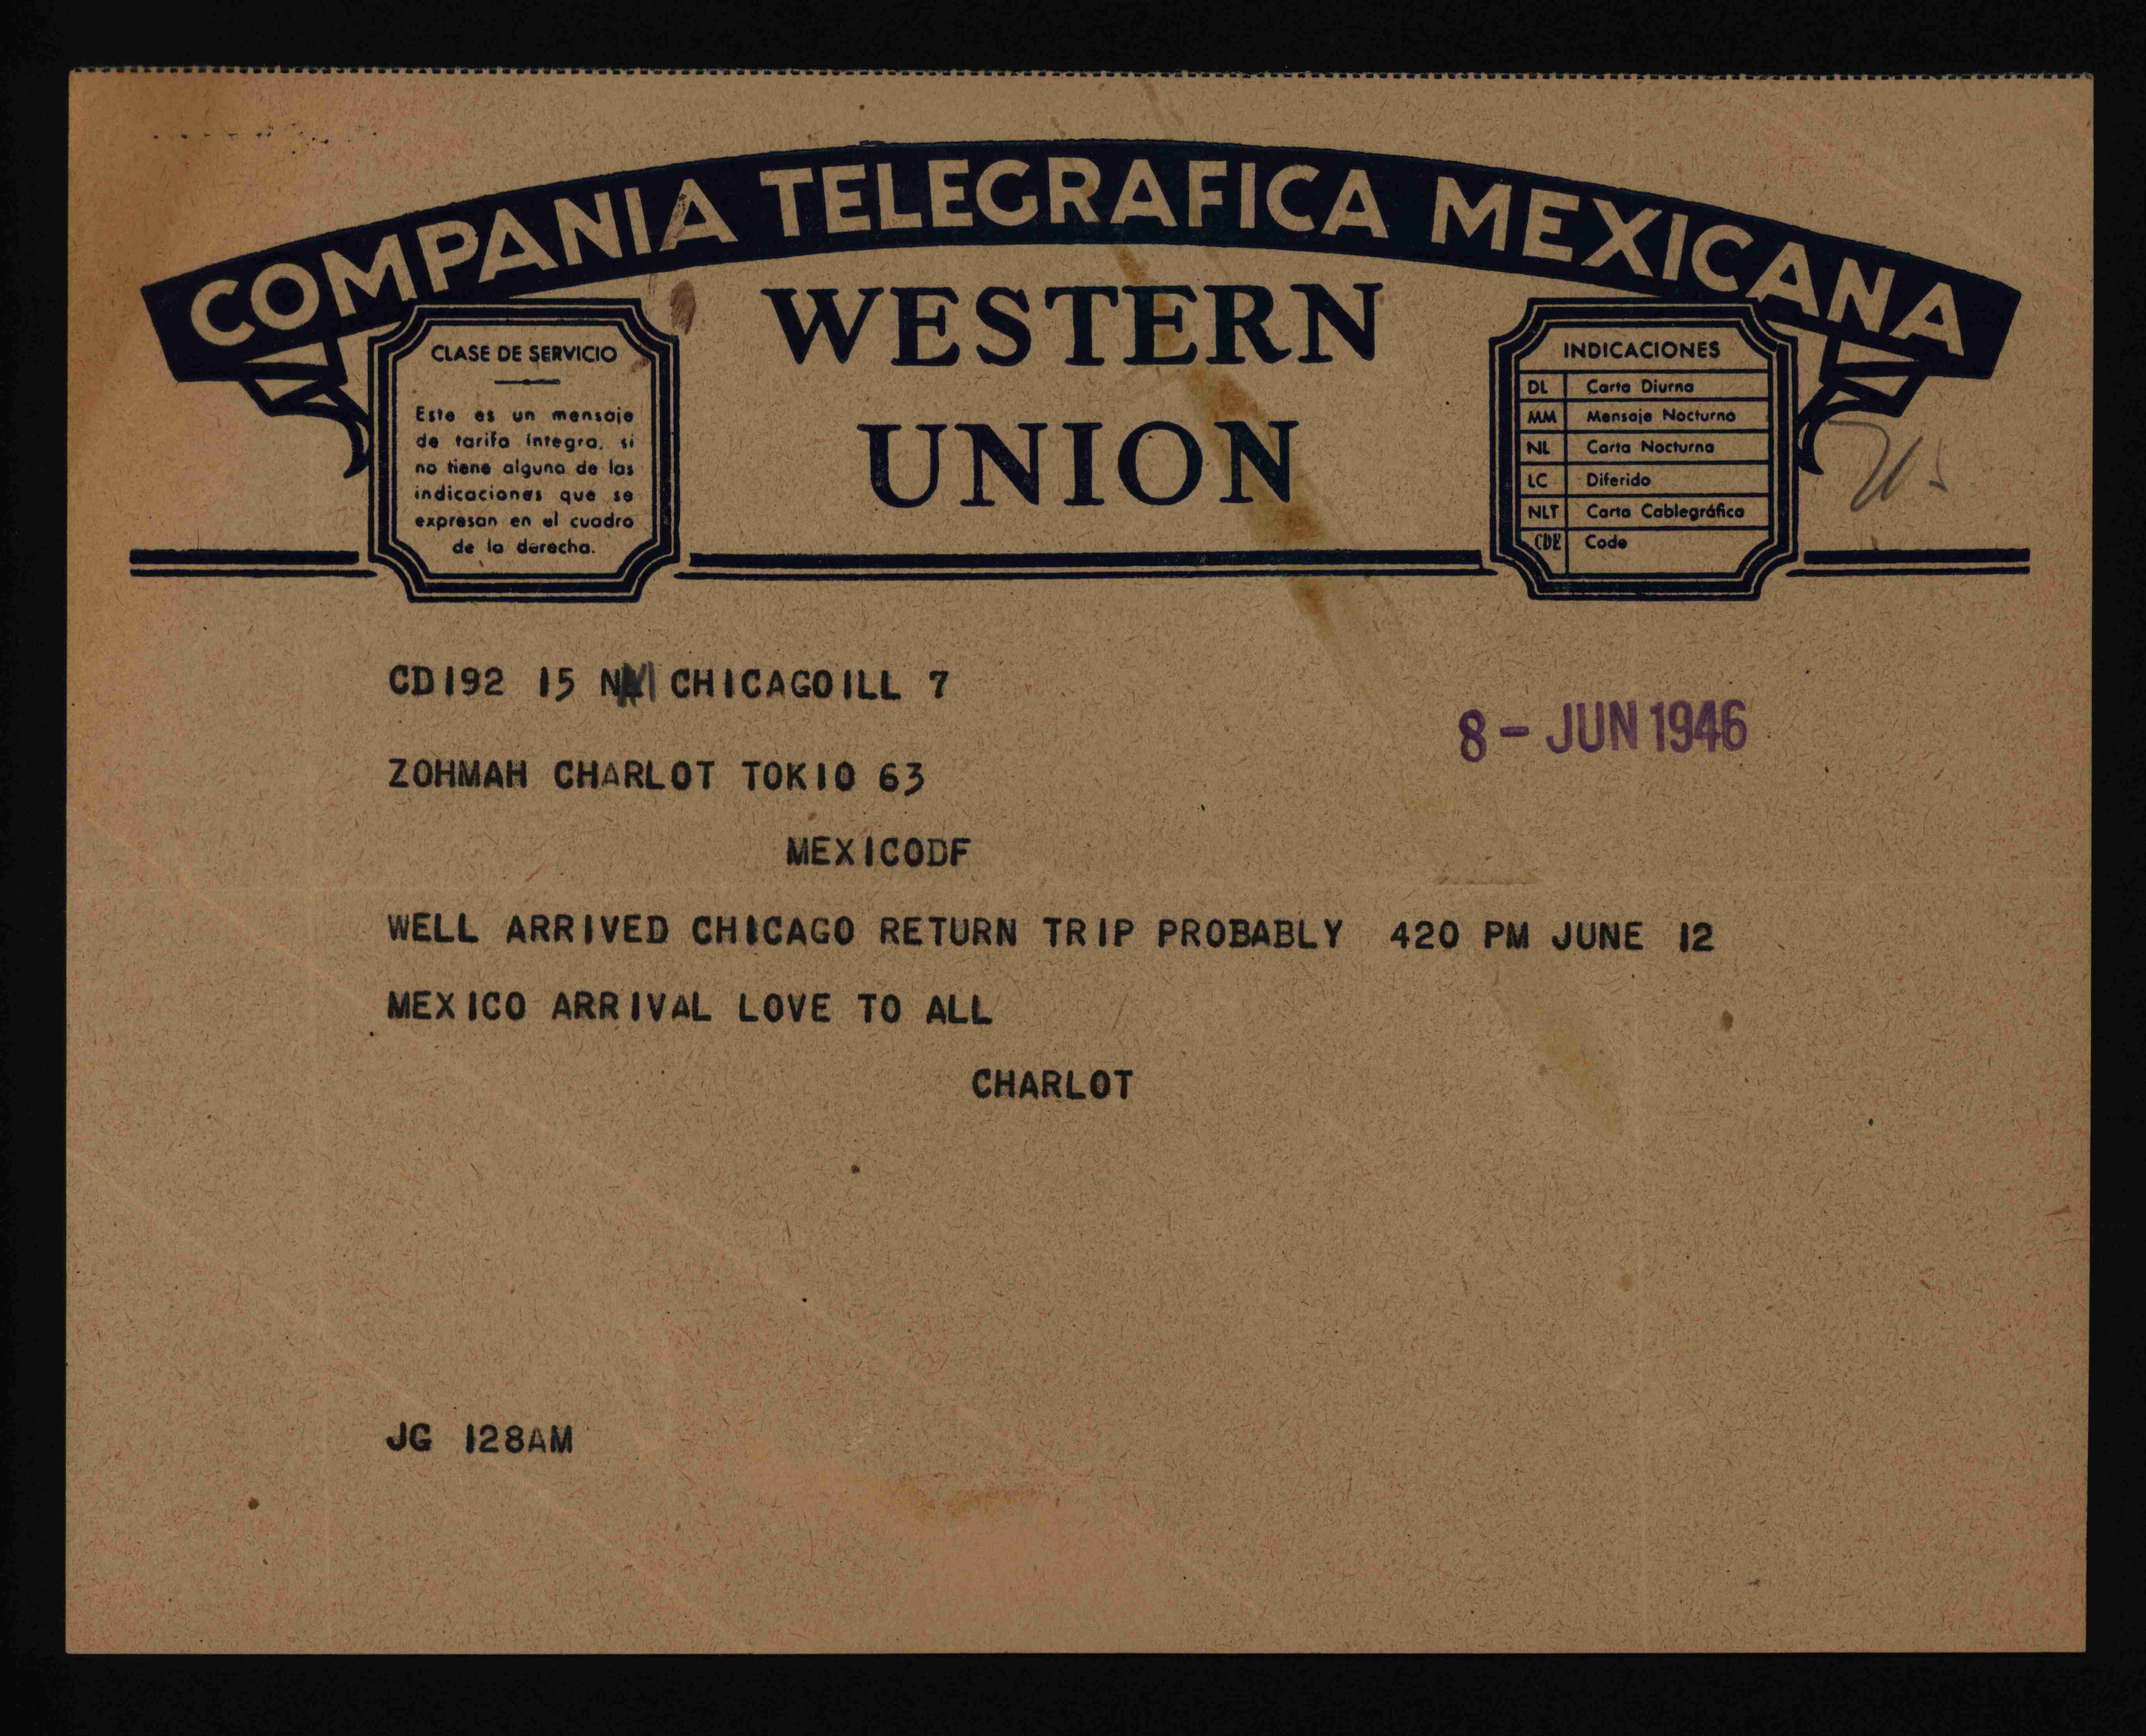 COMPANIA TELEGRAFICA MEXICANA
WESTERN
UNION
CLASE DE SERVICIO
Este es un mensaje
de tarifa íntegra, si
no tiene alguna de las
indicaciones que se
expresan en el cuadro
de la derecha.
INDICACIONES
DL Carta Diurna
MM Mensaje Nocturno
NL Carta Nocturna
LC Diferido
NLT Carta Cablegráfica
CDE Code
CD192 15 CHICAGOILL 7
8- JUN 1946
ZOHMAH CHARLOT TOKIO 63
MEXICODF
WELL ARRIVED CHICAGO RETURN TRIP PROBABLY 420 PM JUNE 12
MEXICO ARRIVAL LOVE TO ALL
CHARLOT
JG 128AM